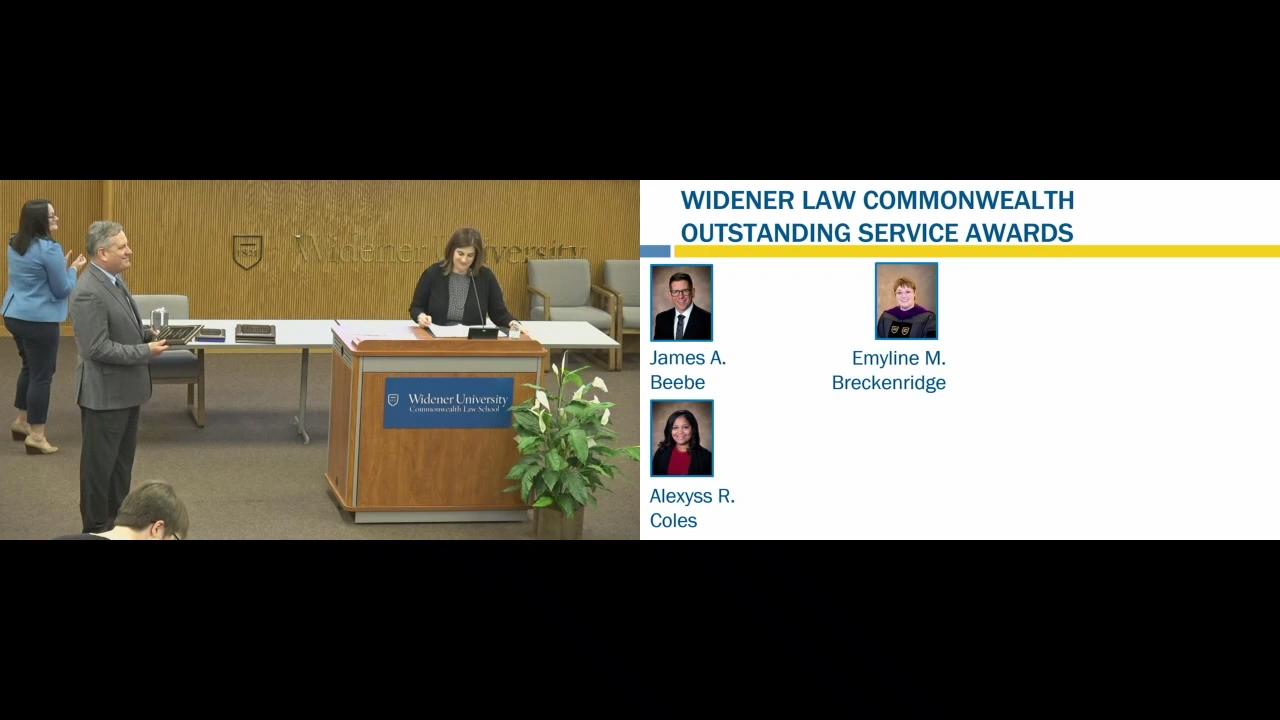 1821
Widener University
Widener University
Commonwealth Law School
WIDENER LAW COMMONWEALTH
OUTSTANDING SERVICE AWARDS
James A.
Beebe
Emyline M.
Breckenridge
Alexyss R.
Coles